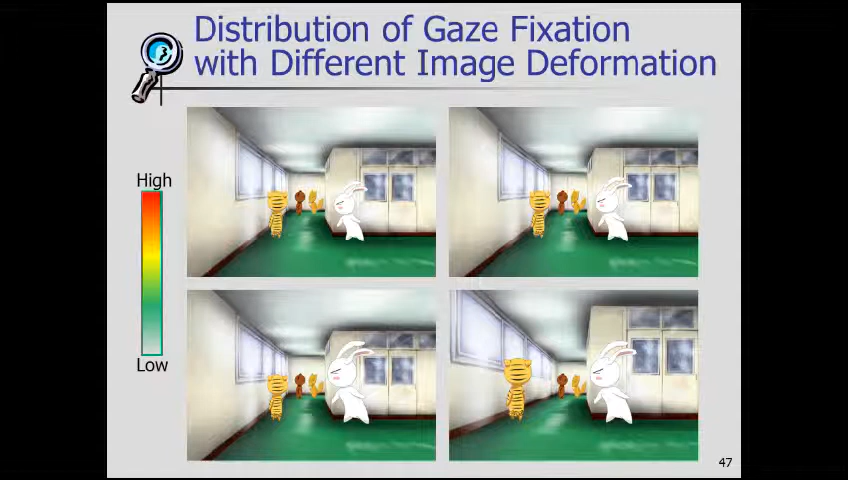 Distribution of Gaze Fixation
with Different Image Deformation
High
Low
47